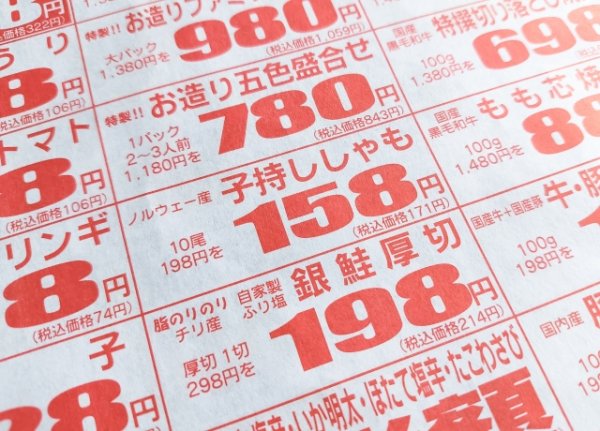 円
(税込価格322円)
うり
8円
(税込価格106円)
トマト
8円
(税込価格106円)
リンギ
8円
(税込価格74円)
子
8円
特製!!
お造りファミ
大パック
1.380円を
980円
(税込価格1,059円)
特製!! お造り五色盛合せ
1パック
2〜3人前
1.180円を
780円
(税込価格843円)
ノルウェー産
子持ししゃも
10尾
198円を
158円
(税込価格171円)
脂のりのり
チリ産
自家製
ふり塩
銀鮭厚切
厚切 1切
298円を
198円
(税込価格214円)
塩辛・いか明太・ほたて塩辛・たこわさび
額
国産
黒毛和牛
特撰切り落とし
100g
1.380円を
698
国産
黒毛和牛
もも芯焼
100g
1.480円を
88
国産牛+国産豚
牛・豚
100g
198円を
国内産
豚
100g